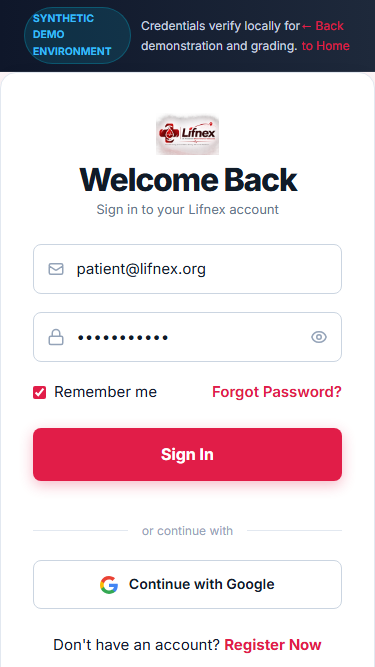 SYNTHETIC
DEMO
ENVIRONMENT
Credentials verify locally for
demonstration and grading.
← Back
to Home
Lifnex
Welcome Back
Sign in to your Lifnex account
patient@lifnex.org
•••••••••••
Remember me
Forgot Password?
Sign In
or continue with
Continue with Google
Don't have an account? Register Now